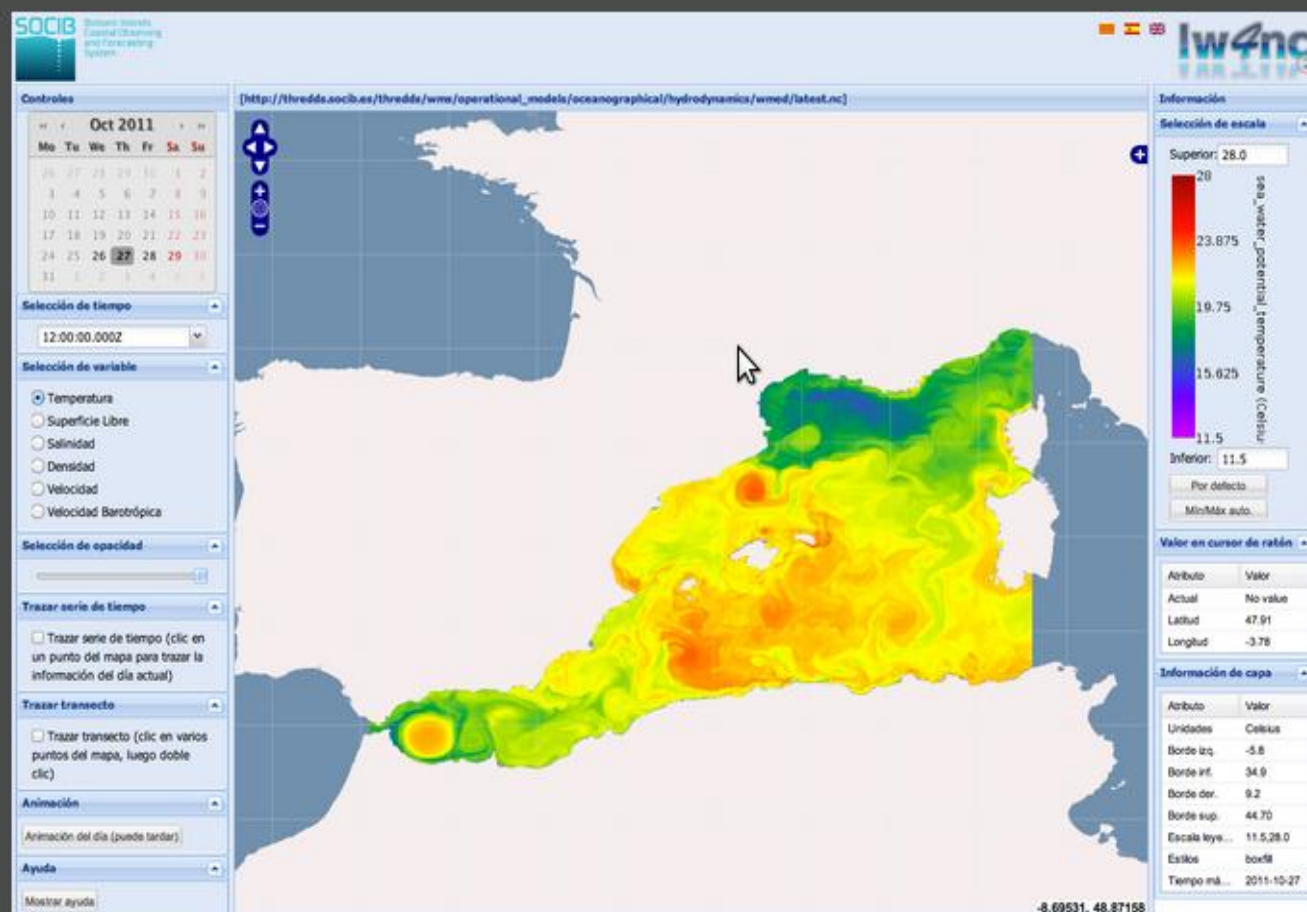 SOCIB
Balearic Islands
Coastal Observing
and Forecasting
System
lw4nc
Controles
Oct 2011
Mo Tu We Th Fr Sa Su
26 27 28 29 30 1 2
3 4 5 6 7 8 9
10 11 12 13 14 15 16
17 18 19 20 21 22 23
24 25 26 27 28 29 30
31 1 2 3 4 5 6
Selección de tiempo
12:00:00.000Z
Selección de variable
Temperatura
Superficie Libre
Salinidad
Densidad
Velocidad
Velocidad Barotrópica
Selección de opacidad
Trazar serie de tiempo
Trazar serie de tiempo (clic en
un punto del mapa para trazar la
información del día actual)
Trazar transecto
Trazar transecto (clic en varios
puntos del mapa, luego doble
clic)
Animación
Animación del día (puede tardar)
Ayuda
Mostrar ayuda
[http://thredds.socib.es/thredds/wms/operational_models/oceanographical/hydrodynamics/wmed/latest.nc]
-8.69531, 48.87158
Información
Selección de escala
Superior: 28.0
28
23.875
19.75
15.625
11.5
sea_water_potential_temperature (Celsiu
Inferior: 11.5
Por defecto
Mín/Máx auto.
Valor en cursor de ratón
Atributo Valor
Actual No value
Latitud 47.91
Longitud -3.78
Información de capa
Atributo Valor
Unidades Celsius
Borde izq. -5.8
Borde inf. 34.9
Borde der. 9.2
Borde sup. 44.70
Escala leye... 11.5,28.0
Estilos boxfill
Tiempo má... 2011-10-27